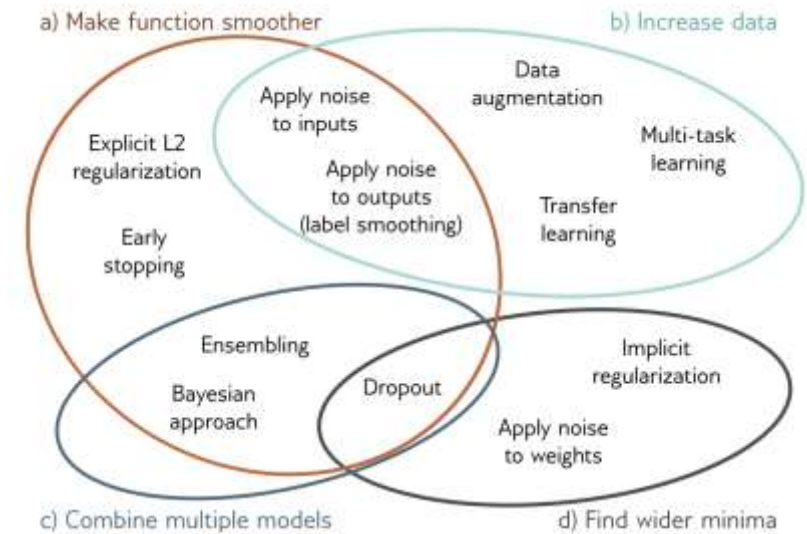 a) Make function smoother
b) Increase data
Data
augmentation
Apply noise
to inputs
Multi-task
learning
Explicit L2
regularization
Apply noise
to outputs
(label smoothing)
Transfer
learning
Early
stopping
Ensembling
Implicit
regularization
Bayesian
approach
Dropout
Apply noise
to weights
c) Combine multiple models
d) Find wider minima